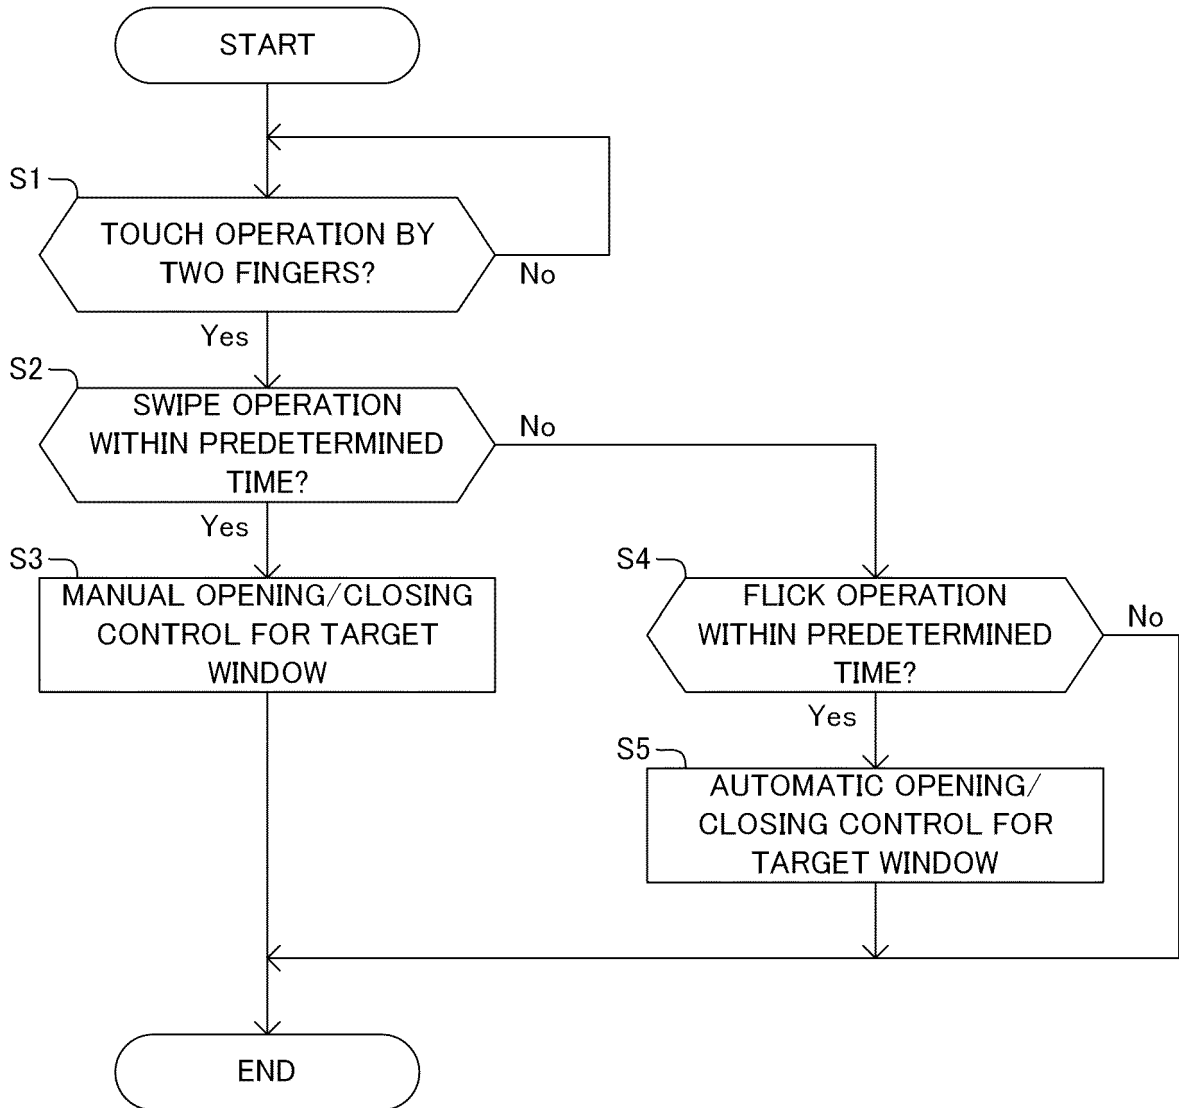 START
S1
TOUCH OPERATION BY
TWO FINGERS?
No
Yes
S2
SWIPE OPERATION
WITHIN PREDETERMINED
TIME?
No
Yes
S3
MANUAL OPENING/CLOSING
CONTROL FOR TARGET
WINDOW
S4
FLICK OPERATION
WITHIN PREDETERMINED
TIME?
No
Yes
S5
AUTOMATIC OPENING/
CLOSING CONTROL FOR
TARGET WINDOW
END